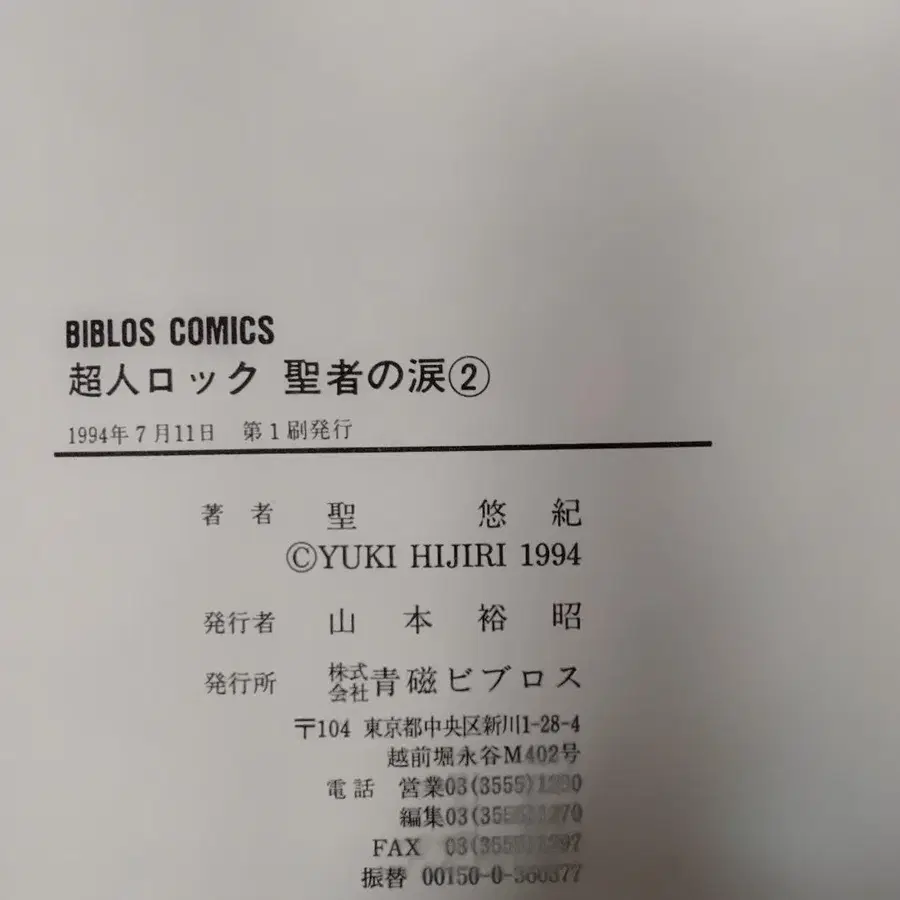 BIBLOS COMICS
超人ロック 聖者の涙②
1994年7月11日 第1刷発行
著者 聖 悠紀
©YUKI HIJIRI 1994
発行者 山本裕昭
発行所 株式会社青磁ビブロス
〒104 東京都中央区新川1-28-4
越前堀永谷M402号
電話 営業03(3555)
編集03
FAX 03
振替 00150-0-360377